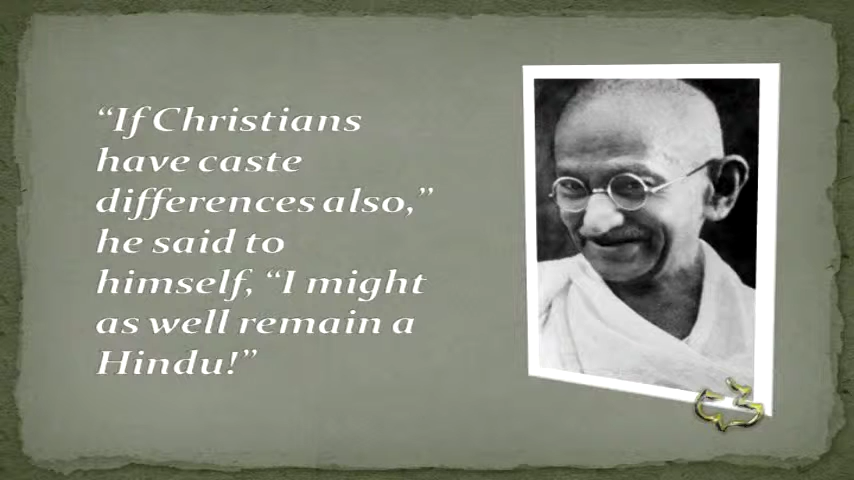 “If Christians
have caste
differences also,”
he said to
himself, “I might
as well remain a
Hindu!”